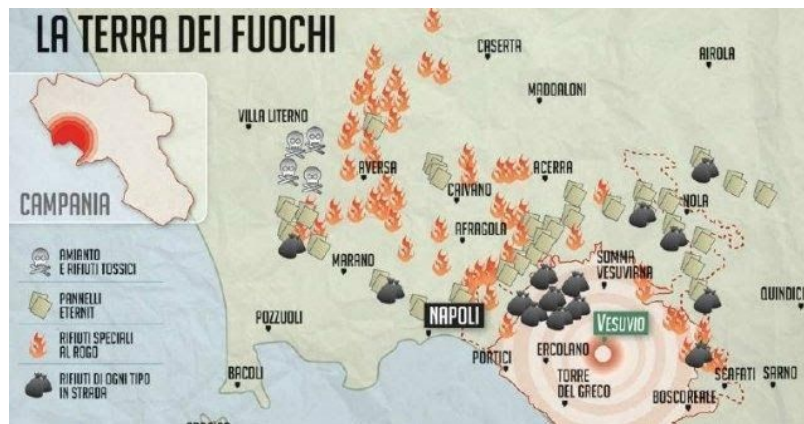 LA TERRA DEI FUOCHI
CASERTA
AIROLA
MADDALONI
VILLA LITERNO
AVERSA
ACERRA
CAIVANO
NOLA
CAMPANIA
AFRAGOLA
MARANO
SOMMA
VESUVIANA
AMIANTO
E RIFIUTI TOSSICI
PANNELLI
ETERNIT
QUINDICI
POZZUOLI
NAPOLI
VESUVIO
RIFIUTI SPECIALI
AL ROGO
PORTICI
ERCOLANO
BACOLI
TORRE
DEL GRECO
SCAFATI
SARNO
RIFIUTI DI OGNI TIPO
IN STRADA
BOSCOREALE